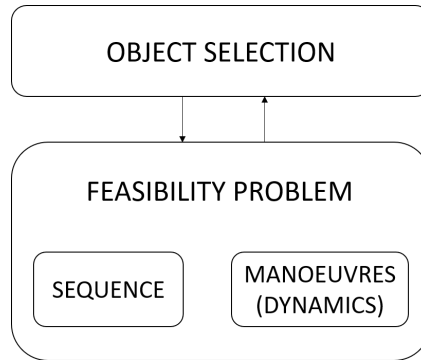 OBJECT SELECTION
FEASIBILITY PROBLEM
SEQUENCE
MANOEUVRES
(DYNAMICS)